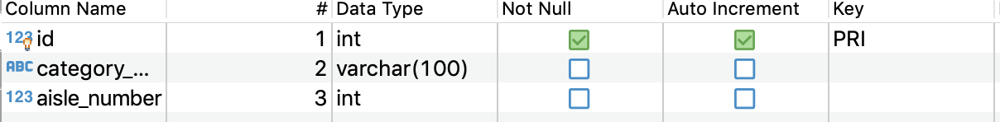 Column Name # Data Type Not Null Auto Increment Key
123 id 1 int PRI
ABC category_... 2 varchar(100)
123 aisle_number 3 int